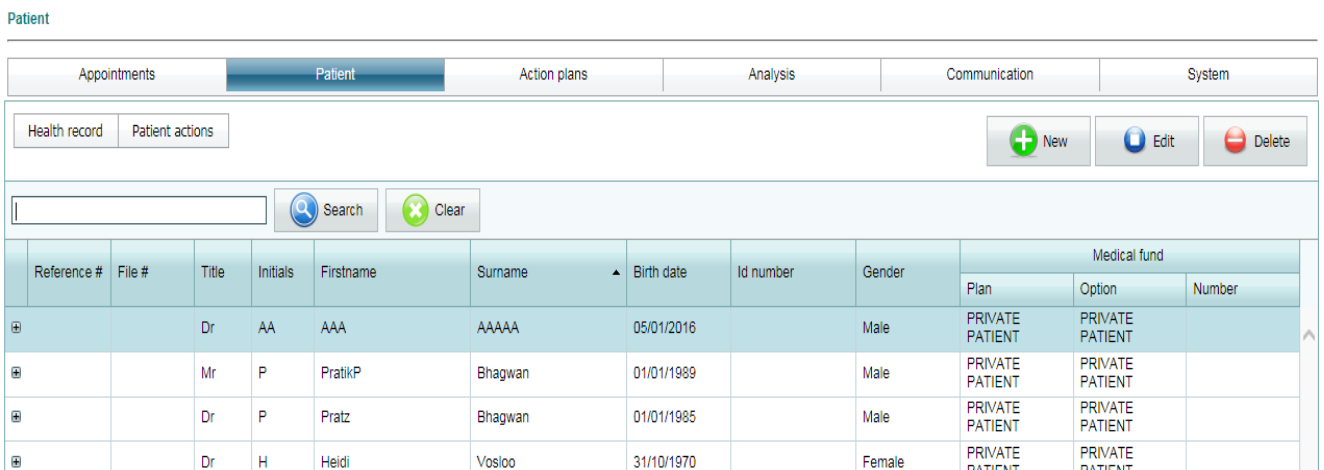 Patient
Appointments Patient Action plans Analysis Communication System
Health record Patient actions New Edit Delete
Search Clear
Reference # File # Title Initials Firstname Surname Birth date Id number Gender Medical fund
Plan Option Number
Dr AA AAA AAAAA 05/01/2016 Male PRIVATE PATIENT PRIVATE PATIENT
Mr P PratikP Bhagwan 01/01/1989 Male PRIVATE PATIENT PRIVATE PATIENT
Dr P Pratz Bhagwan 01/01/1985 Male PRIVATE PATIENT PRIVATE PATIENT
Dr H Heidi Vosloo 31/10/1970 Female PRIVATE PATIENT PRIVATE PATIENT